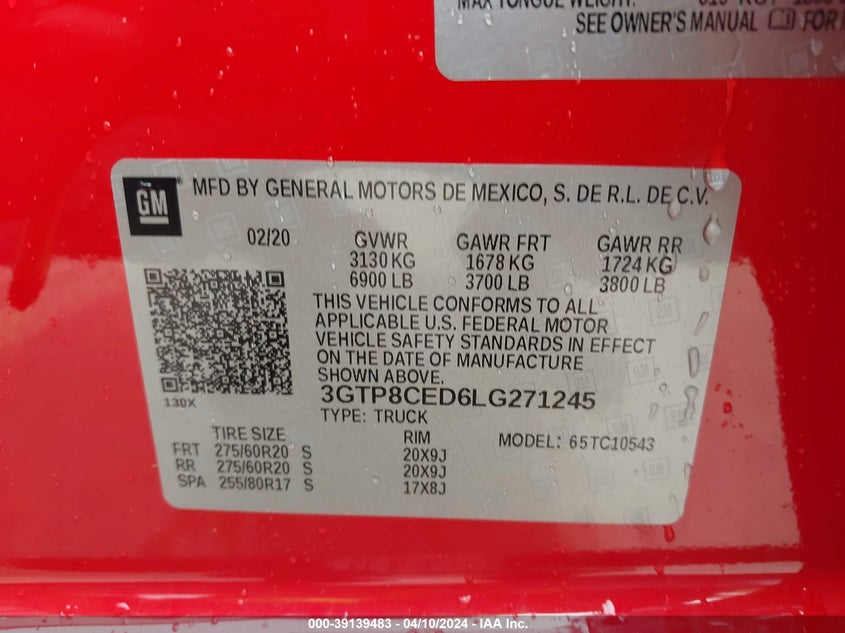 MAX TONGUE WEIGHT:
SEE OWNER'S MANUAL FOR
GM
MFD BY GENERAL MOTORS DE MEXICO, S. DE R.L. DE C.V.
02/20 GVWR GAWR FRT GAWR RR
3130 KG 1678 KG 1724 KG
6900 LB 3700 LB 3800 LB
THIS VEHICLE CONFORMS TO ALL
APPLICABLE U.S. FEDERAL MOTOR
VEHICLE SAFETY STANDARDS IN EFFECT
ON THE DATE OF MANUFACTURE
SHOWN ABOVE.
130X
3GTP8CED6LG271245
TYPE: TRUCK
TIRE SIZE RIM MODEL: 65TC10543
FRT 275/60R20 S 20X9J
RR 275/60R20 S 20X9J
SPA 255/80R17 S 17X8J
000-39139483 - 04/10/2024 - IAA Inc.